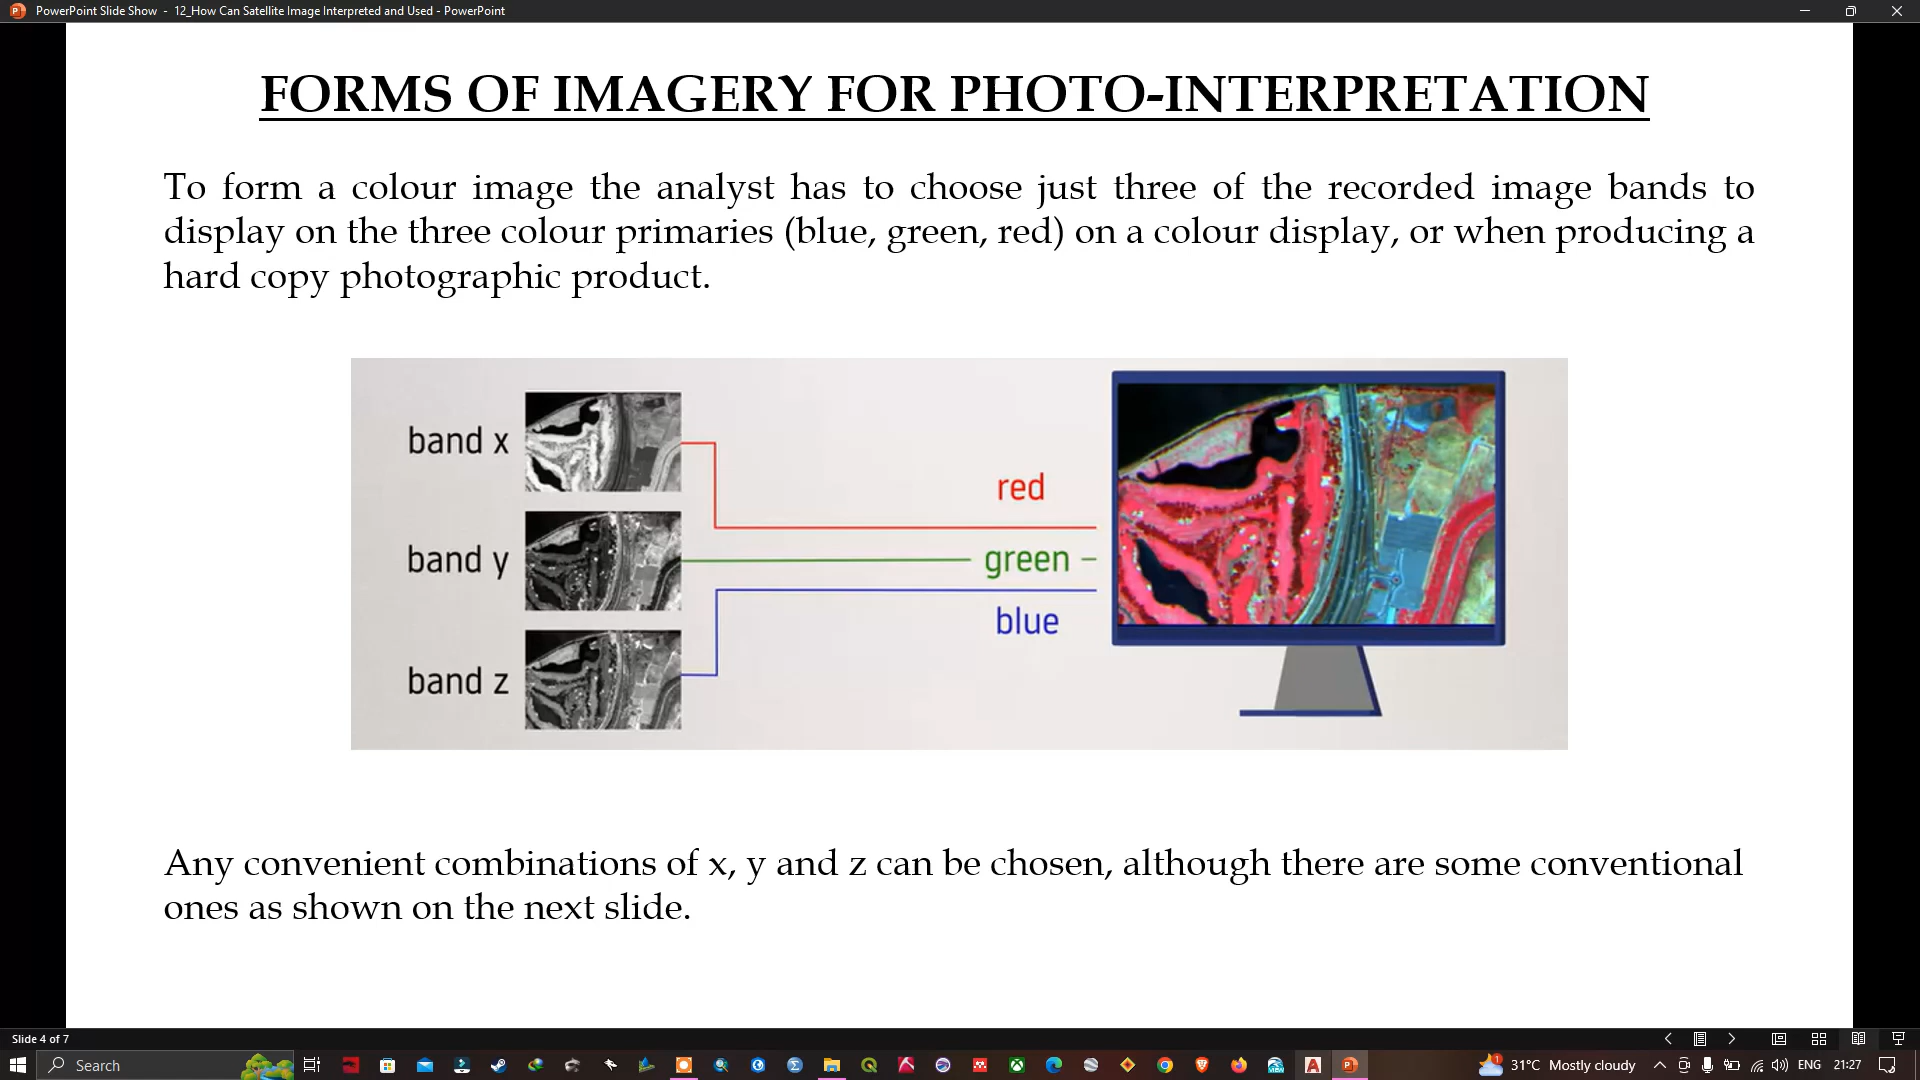 PowerPoint Slide Show - 12_How Can Satellite Image Interpreted and Used - PowerPoint
FORMS OF IMAGERY FOR PHOTO-INTERPRETATION
To form a colour image the analyst has to choose just three of the recorded image bands to
display on the three colour primaries (blue, green, red) on a colour display, or when producing a
hard copy photographic product.
band x
red
band y
green
blue
band z
Any convenient combinations of x, y and z can be chosen, although there are some conventional
ones as shown on the next slide.
Slide 4 of 7
Search
31°C Mostly cloudy
ENG
21:27